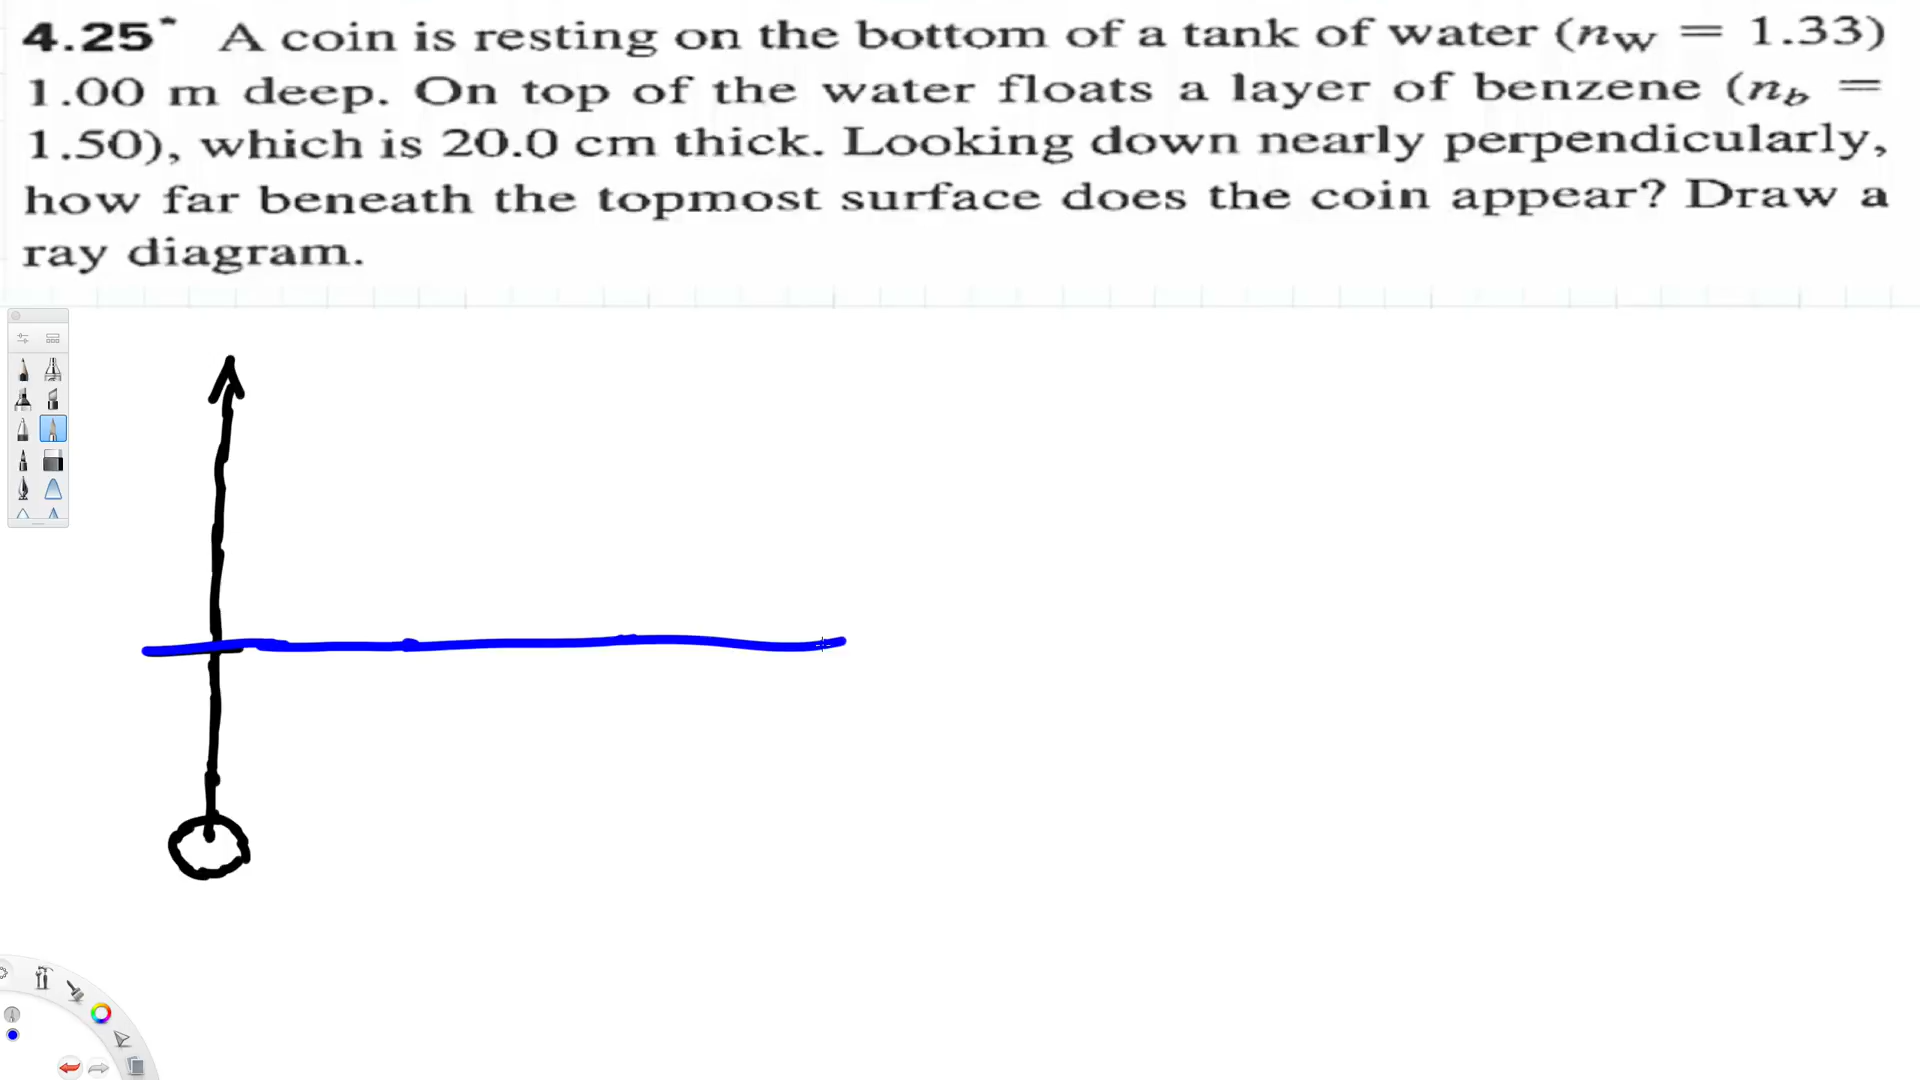 4.25* A coin is resting on the bottom of a tank of water (n_w = 1.33)
1.00 m deep. On top of the water floats a layer of benzene (n_b =
1.50), which is 20.0 cm thick. Looking down nearly perpendicularly,
how far beneath the topmost surface does the coin appear? Draw a
ray diagram.